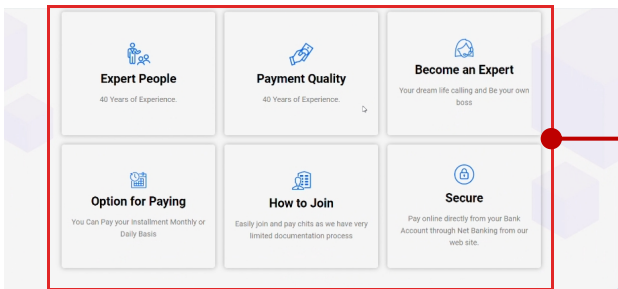 Expert People
40 Years of Experience.
Payment Quality
40 Years of Experience.
Become an Expert
Your dream life calling and Be your own
boss
Option for Paying
You Can Pay your Installment Monthly or
Daily Basis
How to Join
Easily join and pay chits as we have very
limited documentation process
Secure
Pay online directly from your Bank
Account through Net Banking from our
web site.